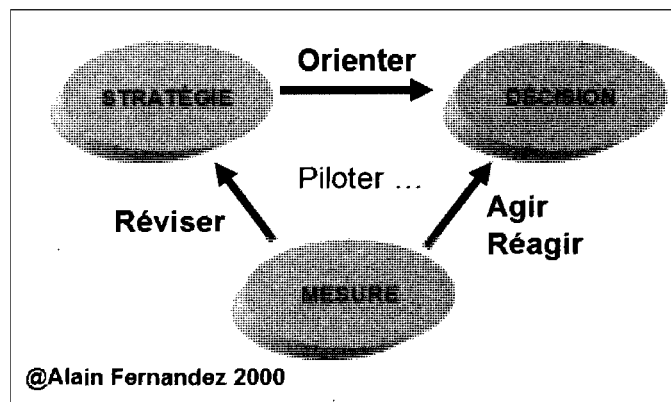 Orienter
STRATÉGIE
DÉCISION
Piloter ...
Réviser
Agir
Réagir
MESURE
@Alain Fernandez 2000